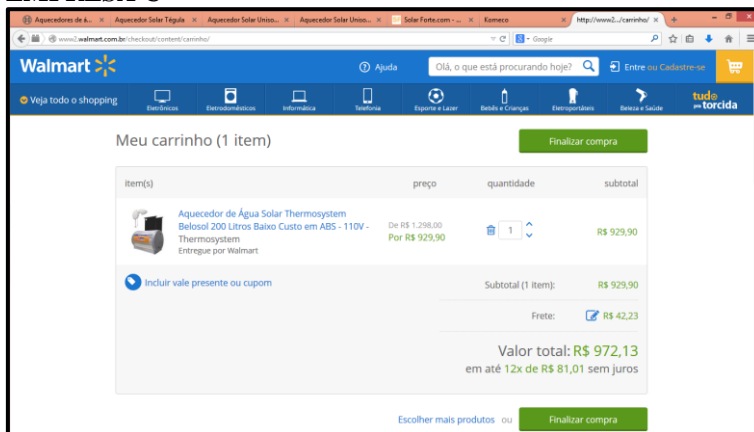 Aquecedores de á...
Aquecedor Solar Tégula
Aquecedor Solar Uniso...
Aquecedor Solar Uniso...
Solar Forte.com - ...
Komeco
http://www2.../carrinho/
www2.walmart.com.br/checkout/content/carrinho/
Google
Walmart
Ajuda
Olá, o que está procurando hoje?
Entre ou Cadastre-se
Veja todo o shopping
Eletrônicos
Eletrodomésticos
Informática
Telefonia
Esporte e Lazer
Bebês e Crianças
Eletroportáteis
Beleza e Saúde
tudo
torcida
Meu carrinho (1 item)
Finalizar compra
item(s) preço quantidade subtotal
Aquecedor de Água Solar Thermosystem
Belosol 200 Litros Baixo Custo em ABS - 110V -
Thermosystem
Entregue por Walmart
De R$ 1.298,00
Por R$ 929,90
1
R$ 929,90
Incluir vale presente ou cupom
Subtotal (1 item): R$ 929,90
Frete: R$ 42,23
Valor total: R$ 972,13
em até 12x de R$ 81,01 sem juros
Escolher mais produtos ou Finalizar compra